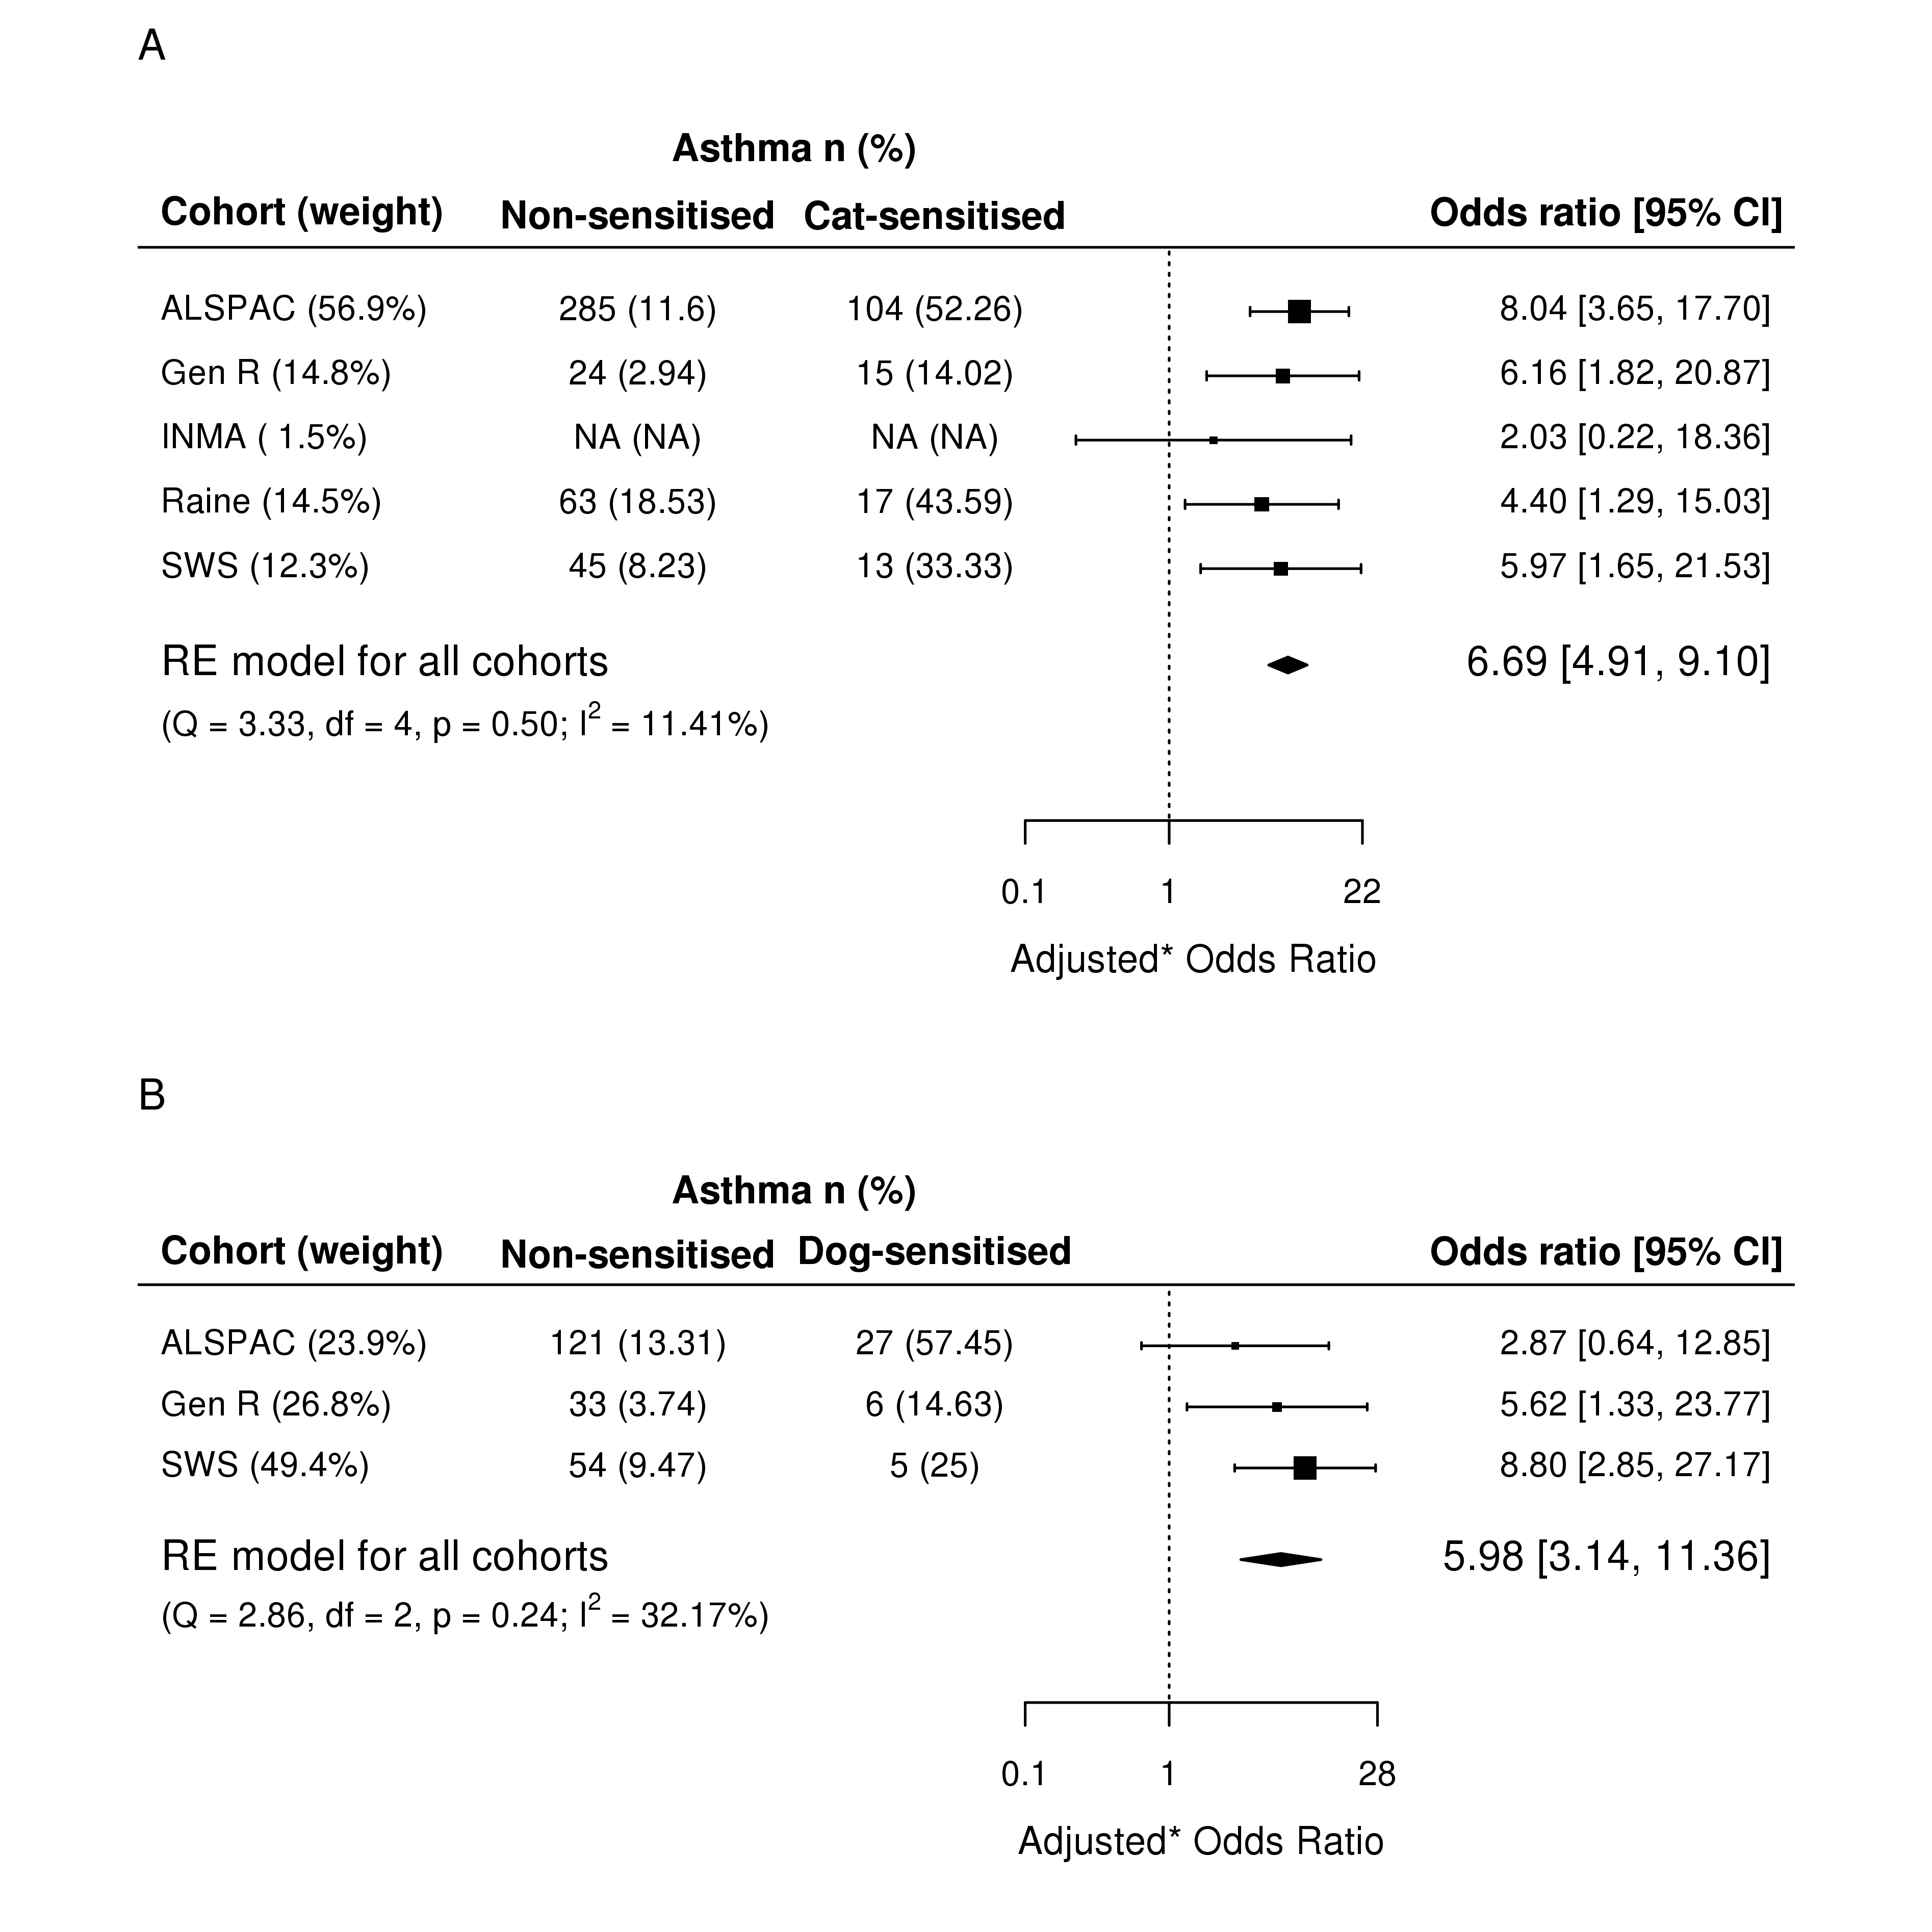 A
Asthma n (%)
Cohort (weight) Non-sensitised Cat-sensitised Odds ratio [95% CI]
ALSPAC (56.9%) 285 (11.6) 104 (52.26) 8.04 [3.65, 17.70]
Gen R (14.8%) 24 (2.94) 15 (14.02) 6.16 [1.82, 20.87]
INMA ( 1.5%) NA (NA) NA (NA) 2.03 [0.22, 18.36]
Raine (14.5%) 63 (18.53) 17 (43.59) 4.40 [1.29, 15.03]
SWS (12.3%) 45 (8.23) 13 (33.33) 5.97 [1.65, 21.53]
RE model for all cohorts 6.69 [4.91, 9.10]
(Q = 3.33, df = 4, p = 0.50; I² = 11.41%)
0.1 1 22
Adjusted* Odds Ratio
B
Asthma n (%)
Cohort (weight) Non-sensitised Dog-sensitised Odds ratio [95% CI]
ALSPAC (23.9%) 121 (13.31) 27 (57.45) 2.87 [0.64, 12.85]
Gen R (26.8%) 33 (3.74) 6 (14.63) 5.62 [1.33, 23.77]
SWS (49.4%) 54 (9.47) 5 (25) 8.80 [2.85, 27.17]
RE model for all cohorts 5.98 [3.14, 11.36]
(Q = 2.86, df = 2, p = 0.24; I² = 32.17%)
0.1 1 28
Adjusted* Odds Ratio